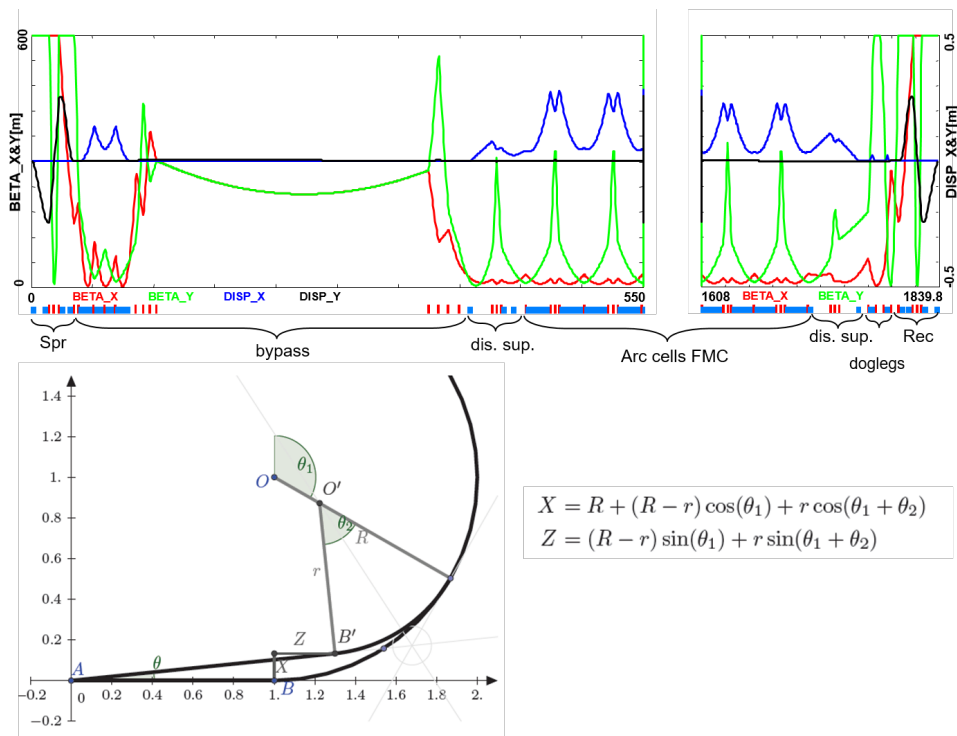 600
BETA_X&Y[m]
0
0.5
DISP_X&Y[m]
-0.5
0 BETA_X BETA_Y DISP_X DISP_Y 550
1608 BETA_X BETA_Y 1839.8
Spr
bypass
dis. sup.
Arc cells FMC
dis. sup.
doglegs
Rec
1.4
1.2
1.
0.8
0.6
0.4
0.2
−0.2
−0.2 0 0.2 0.4 0.6 0.8 1. 1.2 1.4 1.6 1.8 2.
O
θ₁
O′
θ₂
R
r
Z
B′
X
A
θ
B
X = R + (R − r) cos(θ₁) + r cos(θ₁ + θ₂)
Z = (R − r) sin(θ₁) + r sin(θ₁ + θ₂)